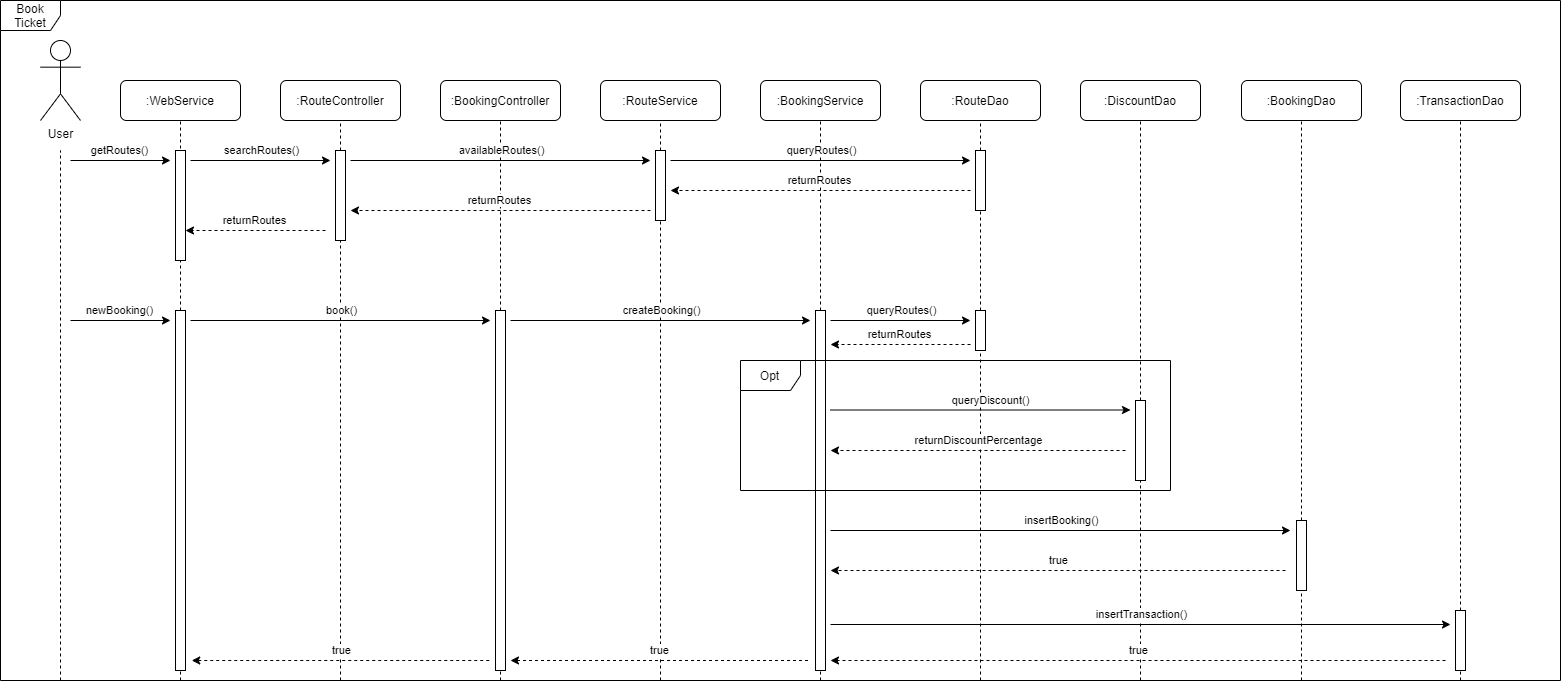 Book
Ticket
User
:WebService
:RouteController
:BookingController
:RouteService
:BookingService
:RouteDao
:DiscountDao
:BookingDao
:TransactionDao
getRoutes()
searchRoutes()
availableRoutes()
queryRoutes()
returnRoutes
returnRoutes
returnRoutes
newBooking()
book()
createBooking()
queryRoutes()
returnRoutes
Opt
queryDiscount()
returnDiscountPercentage
insertBooking()
true
insertTransaction()
true
true
true